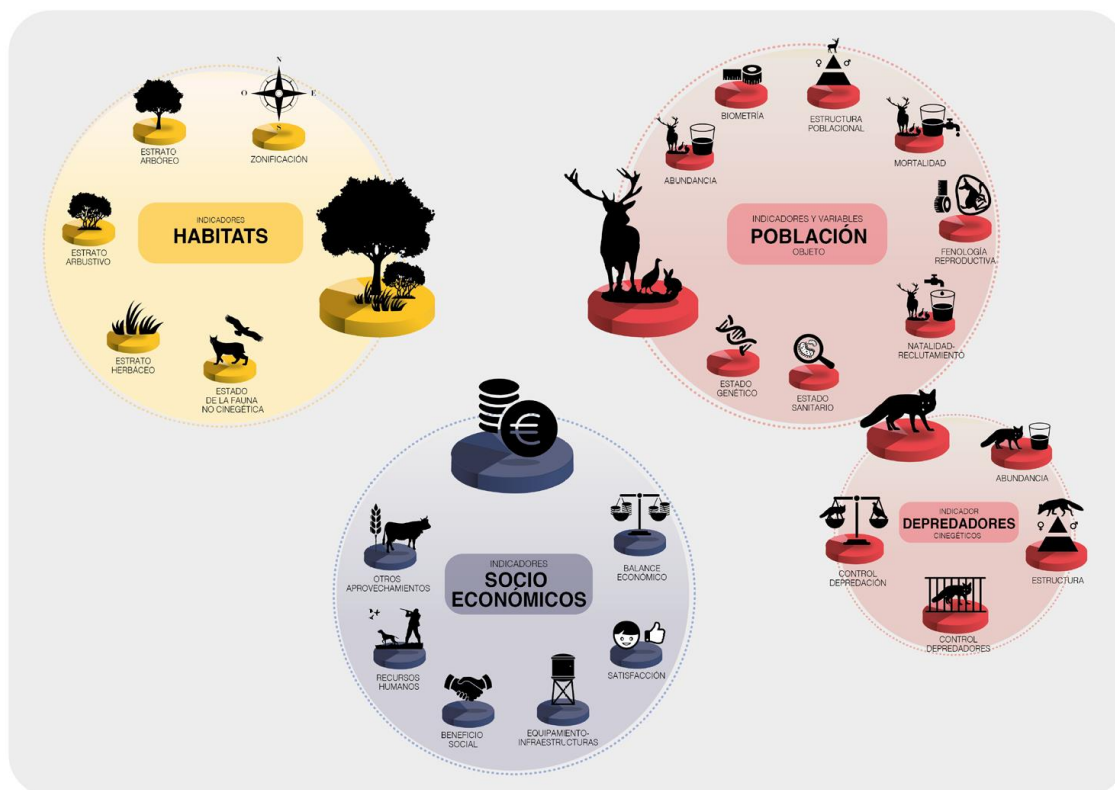 N
O
E
S
ESTRATO
ARBÓREO
ZONIFICACIÓN
ESTRATO
ARBUSTIVO
INDICADORES
HABITATS
ESTRATO
HERBÁCEO
ESTADO
DE LA FAUNA
NO CINEGÉTICA
BIOMETRÍA
ESTRUCTURA
POBLACIONAL
ABUNDANCIA
MORTALIDAD
INDICADORES Y VARIABLES
POBLACIÓN
OBJETO
FENOLOGÍA
REPRODUCTIVA
NATALIDAD-
RECLUTAMIENTO
ESTADO
GENÉTICO
ESTADO
SANITARIO
€
OTROS
APROVECHAMIENTOS
INDICADORES
SOCIO
ECONÓMICOS
BALANCE
ECONÓMICO
RECURSOS
HUMANOS
SATISFACCIÓN
BENEFICIO
SOCIAL
EQUIPAMIENTO-
INFRAESTRUCTURAS
ABUNDANCIA
INDICADOR
DEPREDADORES
CINEGÉTICOS
CONTROL
DEPREDACIÓN
ESTRUCTURA
CONTROL
DEPREDADORES